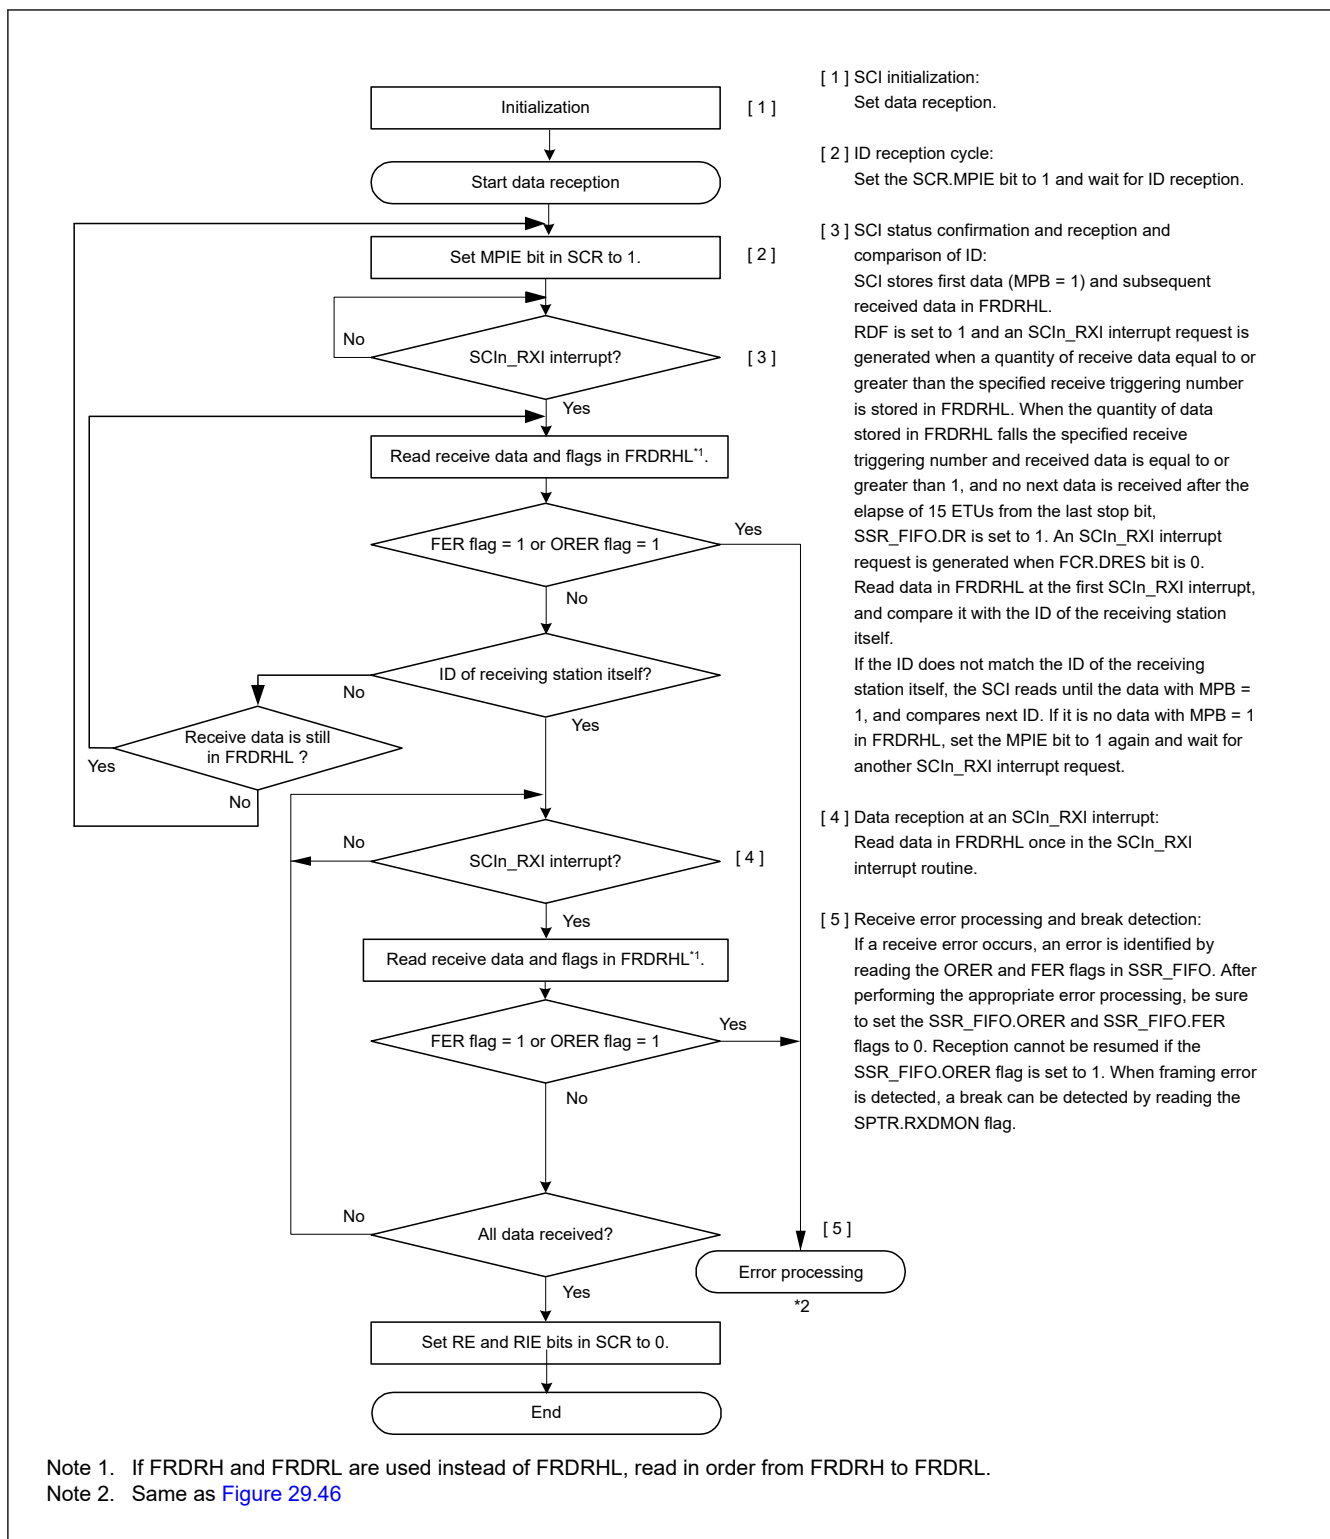 Initialization
[ 1 ]
Start data reception
Set MPIE bit in SCR to 1.
[ 2 ]
No
SCIn_RXI interrupt?
[ 3 ]
Yes
Read receive data and flags in FRDRHL*1.
FER flag = 1 or ORER flag = 1
Yes
No
ID of receiving station itself?
No
Yes
Receive data is still
in FRDRHL ?
Yes
No
No
SCIn_RXI interrupt?
[ 4 ]
Yes
Read receive data and flags in FRDRHL*1.
FER flag = 1 or ORER flag = 1
Yes
No
No
All data received?
[ 5 ]
Error processing
*2
Yes
Set RE and RIE bits in SCR to 0.
End
[ 1 ] SCI initialization:
Set data reception.
[ 2 ] ID reception cycle:
Set the SCR.MPIE bit to 1 and wait for ID reception.
[ 3 ] SCI status confirmation and reception and
comparison of ID:
SCI stores first data (MPB = 1) and subsequent
received data in FRDRHL.
RDF is set to 1 and an SCIn_RXI interrupt request is
generated when a quantity of receive data equal to or
greater than the specified receive triggering number
is stored in FRDRHL. When the quantity of data
stored in FRDRHL falls the specified receive
triggering number and received data is equal to or
greater than 1, and no next data is received after the
elapse of 15 ETUs from the last stop bit,
SSR_FIFO.DR is set to 1. An SCIn_RXI interrupt
request is generated when FCR.DRES bit is 0.
Read data in FRDRHL at the first SCIn_RXI interrupt,
and compare it with the ID of the receiving station
itself.
If the ID does not match the ID of the receiving
station itself, the SCI reads until the data with MPB =
1, and compares next ID. If it is no data with MPB = 1
in FRDRHL, set the MPIE bit to 1 again and wait for
another SCIn_RXI interrupt request.
[ 4 ] Data reception at an SCIn_RXI interrupt:
Read data in FRDRHL once in the SCIn_RXI
interrupt routine.
[ 5 ] Receive error processing and break detection:
If a receive error occurs, an error is identified by
reading the ORER and FER flags in SSR_FIFO. After
performing the appropriate error processing, be sure
to set the SSR_FIFO.ORER and SSR_FIFO.FER
flags to 0. Reception cannot be resumed if the
SSR_FIFO.ORER flag is set to 1. When framing error
is detected, a break can be detected by reading the
SPTR.RXDMON flag.
Note 1. If FRDRH and FRDRL are used instead of FRDRHL, read in order from FRDRH to FRDRL.
Note 2. Same as Figure 29.46